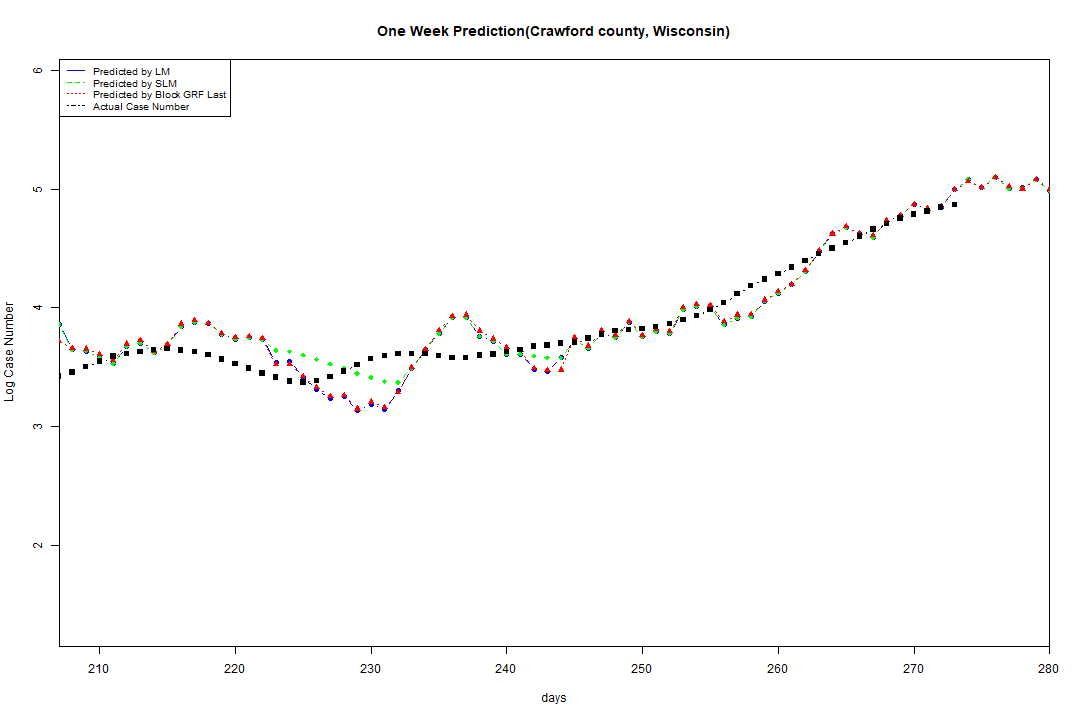 One Week Prediction(Crawford county, Wisconsin)
Predicted by LM
Predicted by SLM
Predicted by Block GRF Last
Actual Case Number
6
5
4
3
2
Log Case Number
210 220 230 240 250 260 270 280
days